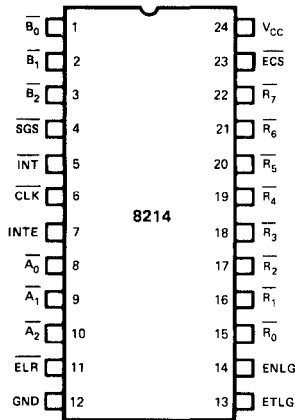 B̅₀ 1 24 V_CC
B̅₁ 2 23 E̅C̅S̅
B̅₂ 3 22 R̅₇
S̅G̅S̅ 4 21 R̅₆
I̅N̅T̅ 5 20 R̅₅
C̅L̅K̅ 6 19 R̅₄
8214
INTE 7 18 R̅₃
A̅₀ 8 17 R̅₂
A̅₁ 9 16 R̅₁
A̅₂ 10 15 R̅₀
E̅L̅R̅ 11 14 ENLG
GND 12 13 ETLG